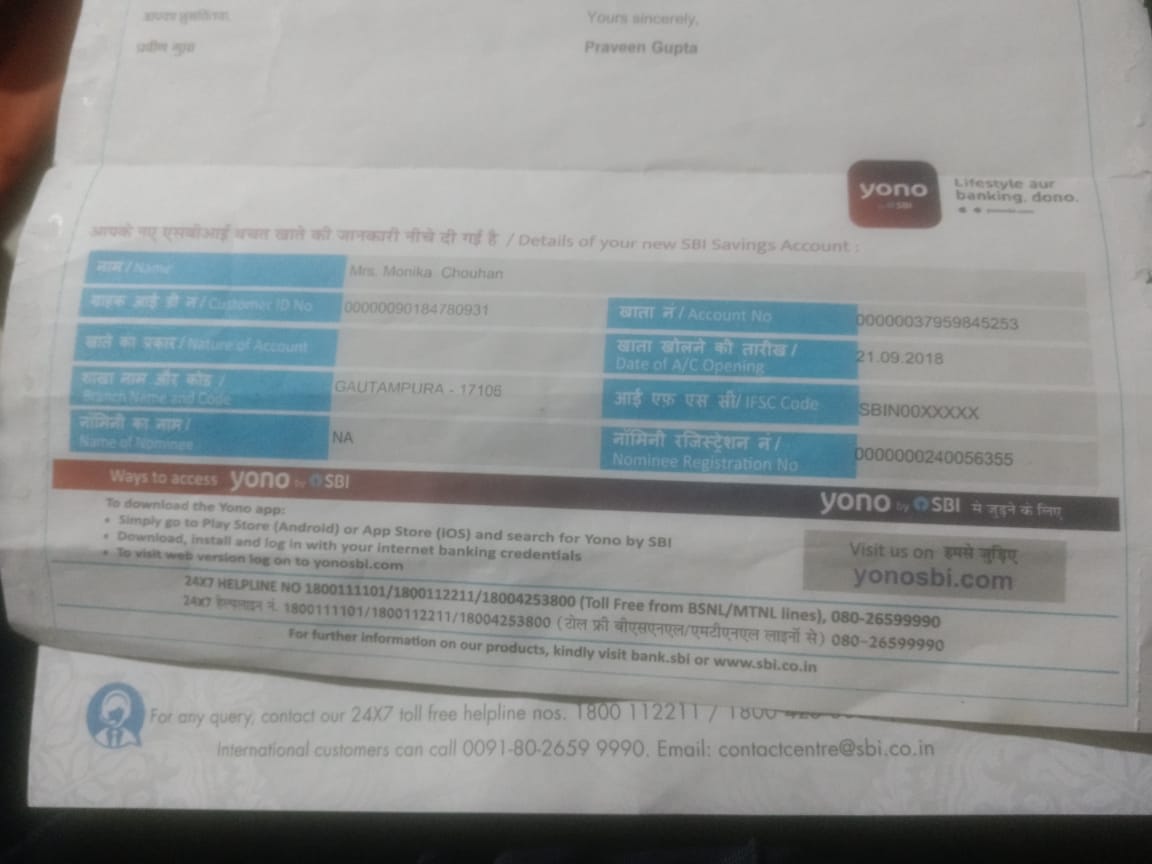 आपका शुभचिंतक,
प्रवीण गुप्ता
Yours sincerely,
Praveen Gupta
yono
by SBI
Lifestyle aur
banking, dono.
आपके नए एसबीआई बचत खाते की जानकारी नीचे दी गई है / Details of your new SBI Savings Account :
नाम / Name Mrs. Monika Chouhan
ग्राहक आई डी नं / Customer ID No 00000090184780931
खाता नं / Account No 00000037959845253
खाते का प्रकार / Nature of Account
खाता खोलने की तारीख /
Date of A/C Opening 21.09.2018
शाखा नाम और कोड /
Branch Name and Code GAUTAMPURA - 17106
आई एफ़ एस सी/ IFSC Code SBIN00XXXXX
नॉमिनी का नाम /
Name of Nominee NA
नॉमिनी रजिस्ट्रेशन नं /
Nominee Registration No 0000000240056355
Ways to access yono by SBI
yono by SBI से जुड़ने के लिए
To download the Yono app:
• Simply go to Play Store (Android) or App Store (iOS) and search for Yono by SBI
• Download, install and log in with your internet banking credentials
• To visit web version log on to yonosbi.com
Visit us on हमसे जुड़िए
yonosbi.com
24X7 HELPLINE NO 1800111101/1800112211/18004253800 (Toll Free from BSNL/MTNL lines), 080-26599990
24X7 हेल्पलाइन नं. 1800111101/1800112211/18004253800 (टोल फ्री बीएसएनएल/एमटीएनएल लाइनों से) 080-26599990
For further information on our products, kindly visit bank.sbi or www.sbi.co.in
For any query, contact our 24X7 toll free helpline nos. 1800 112211 / 1800
International customers can call 0091-80-2659 9990. Email: contactcentre@sbi.co.in